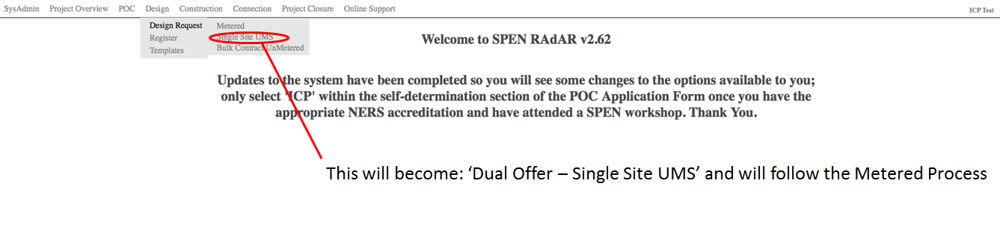 SysAdmin Project Overview POC Design Construction Connection Project Closure Online Support ICP Test
Design Request Metered
Register Single Site UMS
Templates Bulk Contract UnMetered
Welcome to SPEN RAdAR v2.62
Updates to the system have been completed so you will see some changes to the options available to you;
only select 'ICP' within the self-determination section of the POC Application Form once you have the
appropriate NERS accreditation and have attended a SPEN workshop. Thank You.
This will become: ‘Dual Offer – Single Site UMS’ and will follow the Metered Process